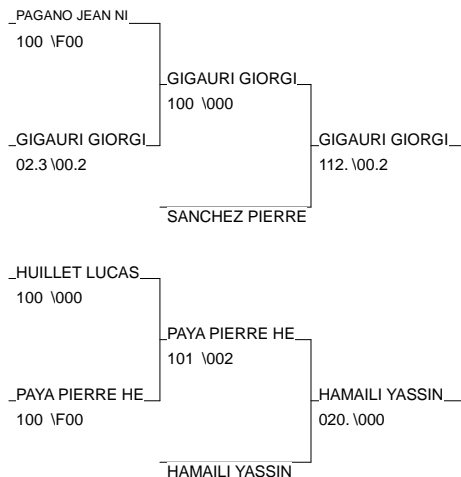 PAGANO JEAN NI
100 \F00
GIGAURI GIORGI
100 \000
GIGAURI GIORGI
02.3 \00.2
GIGAURI GIORGI
112. \00.2
SANCHEZ PIERRE
HUILLET LUCAS
100 \000
PAYA PIERRE HE
101 \002
PAYA PIERRE HE
100 \F00
HAMAILI YASSIN
020. \000
HAMAILI YASSIN